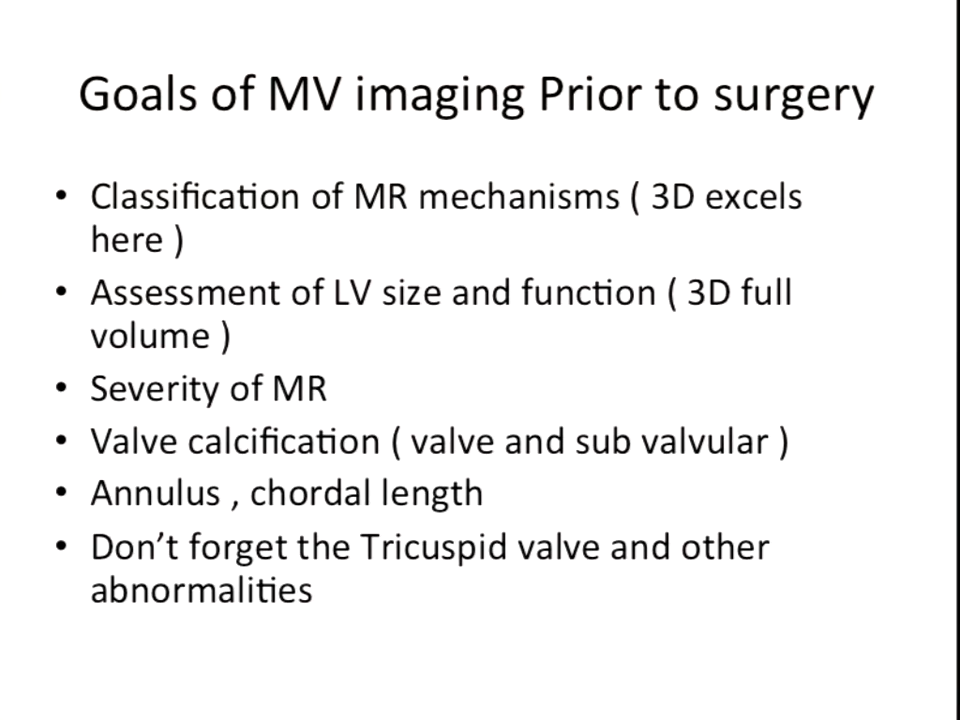 Goals of MV imaging Prior to surgery
• Classification of MR mechanisms ( 3D excels
here )
• Assessment of LV size and function ( 3D full
volume )
• Severity of MR
• Valve calcification ( valve and sub valvular )
• Annulus , chordal length
• Don’t forget the Tricuspid valve and other
abnormalities